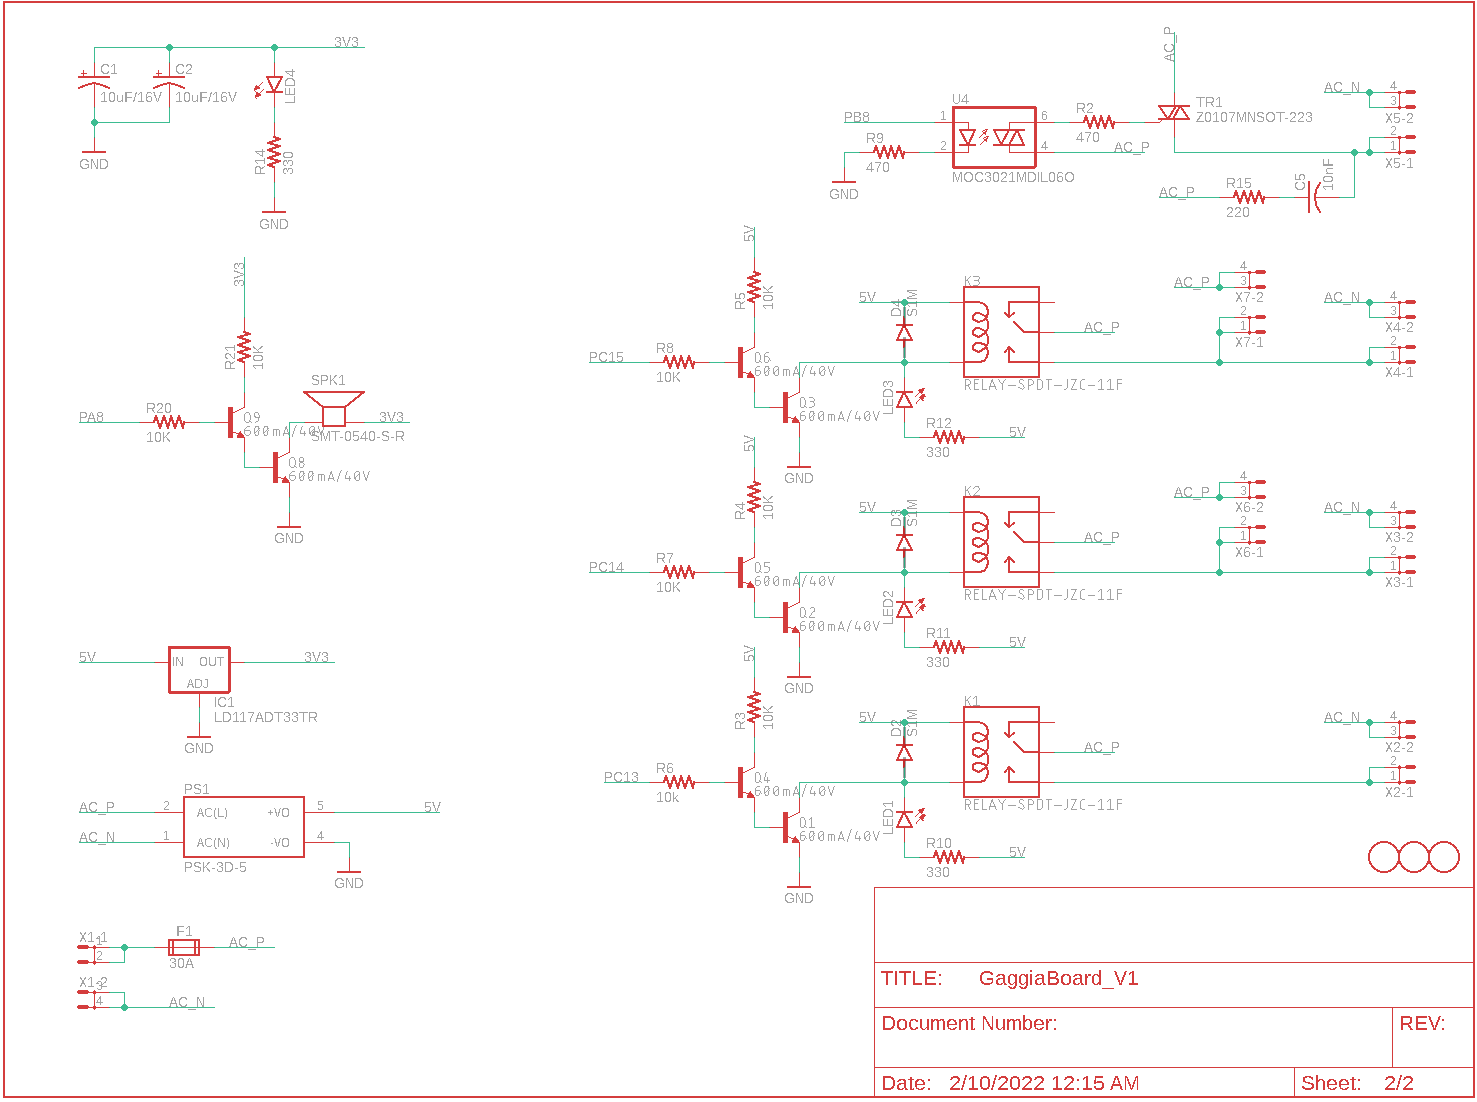 3V3
C1
10uF/16V
C2
10uF/16V
LED4
R14
330
GND
GND
3V3
R21
10K
PA8
R20
10K
Q9
600mA/40V
SPK1
3V3
SMT-0540-S-R
Q8
600mA/40V
GND
5V
IN
OUT
ADJ
3V3
IC1
LD117ADT33TR
GND
PS1
AC_P
2
AC(L)
+VO
5
5V
AC_N
1
AC(N)
-VO
4
PSK-3D-5
GND
X1-1
1
2
F1
30A
AC_P
X1-2
3
4
AC_N
U4
PB8
1
6
R9
470
2
4
GND
MOC3021MDIL06O
R2
470
AC_P
AC_P
TR1
Z0107MNSOT-223
AC_N
4
3
X5-2
2
1
X5-1
AC_P
R15
220
C5
10nF
5V
R5
10K
PC15
R8
10K
Q6
600mA/40V
Q3
600mA/40V
GND
5V
D4
S1M
LED3
R12
330
5V
K3
AC_P
RELAY-SPDT-JZC-11F
AC_P
4
3
X7-2
2
1
X7-1
AC_N
4
3
X4-2
2
1
X4-1
5V
R4
10K
PC14
R7
10K
Q5
600mA/40V
Q2
600mA/40V
GND
5V
D3
S1M
LED2
R11
330
5V
K2
AC_P
RELAY-SPDT-JZC-11F
AC_P
4
3
X6-2
2
1
X6-1
AC_N
4
3
X3-2
2
1
X3-1
5V
R3
10K
PC13
R6
10k
Q4
600mA/40V
Q1
600mA/40V
GND
5V
D2
S1M
LED1
R10
330
5V
K1
AC_P
RELAY-SPDT-JZC-11F
AC_N
4
3
X2-2
2
1
X2-1
TITLE: GaggiaBoard_V1
Document Number:
REV:
Date: 2/10/2022 12:15 AM
Sheet: 2/2